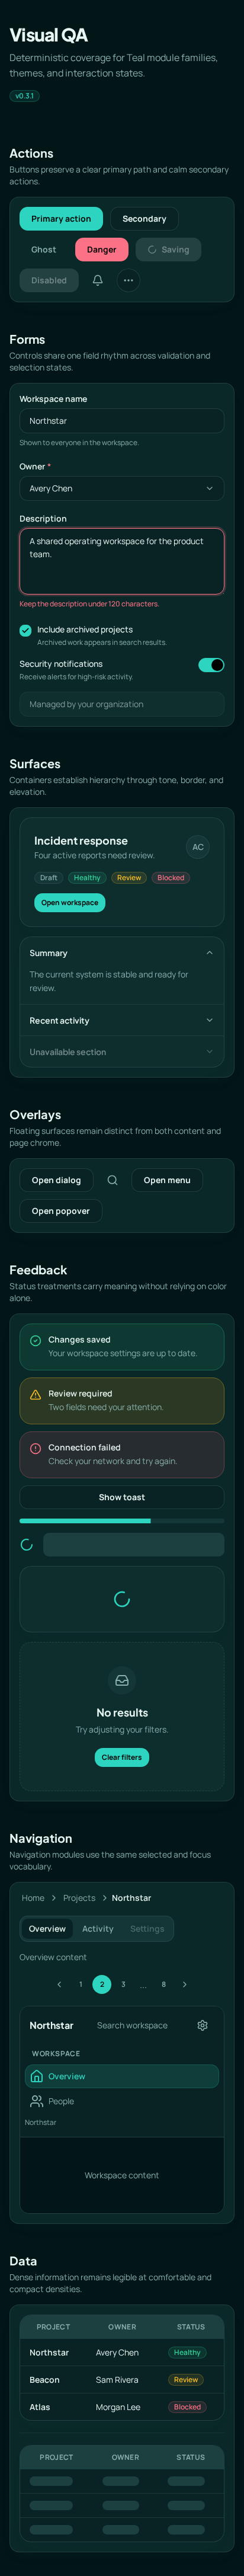 Visual QA
Deterministic coverage for Teal module families,
themes, and interaction states.
v0.3.1
Actions
Buttons preserve a clear primary path and calm secondary
actions.
Primary action
Secondary
Ghost
Danger
Saving
Disabled
Forms
Controls share one field rhythm across validation and
selection states.
Workspace name
Northstar
Shown to everyone in the workspace.
Owner *
Avery Chen
Description
A shared operating workspace for the product
team.
Keep the description under 120 characters.
Include archived projects
Archived work appears in search results.
Security notifications
Receive alerts for high-risk activity.
Managed by your organization
Surfaces
Containers establish hierarchy through tone, border, and
elevation.
Incident response
Four active reports need review.
AC
Draft
Healthy
Review
Blocked
Open workspace
Summary
The current system is stable and ready for
review.
Recent activity
Unavailable section
Overlays
Floating surfaces remain distinct from both content and
page chrome.
Open dialog
Open menu
Open popover
Feedback
Status treatments carry meaning without relying on color
alone.
Changes saved
Your workspace settings are up to date.
Review required
Two fields need your attention.
Connection failed
Check your network and try again.
Show toast
No results
Try adjusting your filters.
Clear filters
Navigation
Navigation modules use the same selected and focus
vocabulary.
Home > Projects > Northstar
Overview
Activity
Settings
Overview content
1 2 3 ... 8
Northstar
Search workspace
WORKSPACE
Overview
People
Northstar
Workspace content
Data
Dense information remains legible at comfortable and
compact densities.
PROJECT OWNER STATUS
Northstar Avery Chen Healthy
Beacon Sam Rivera Review
Atlas Morgan Lee Blocked
PROJECT OWNER STATUS